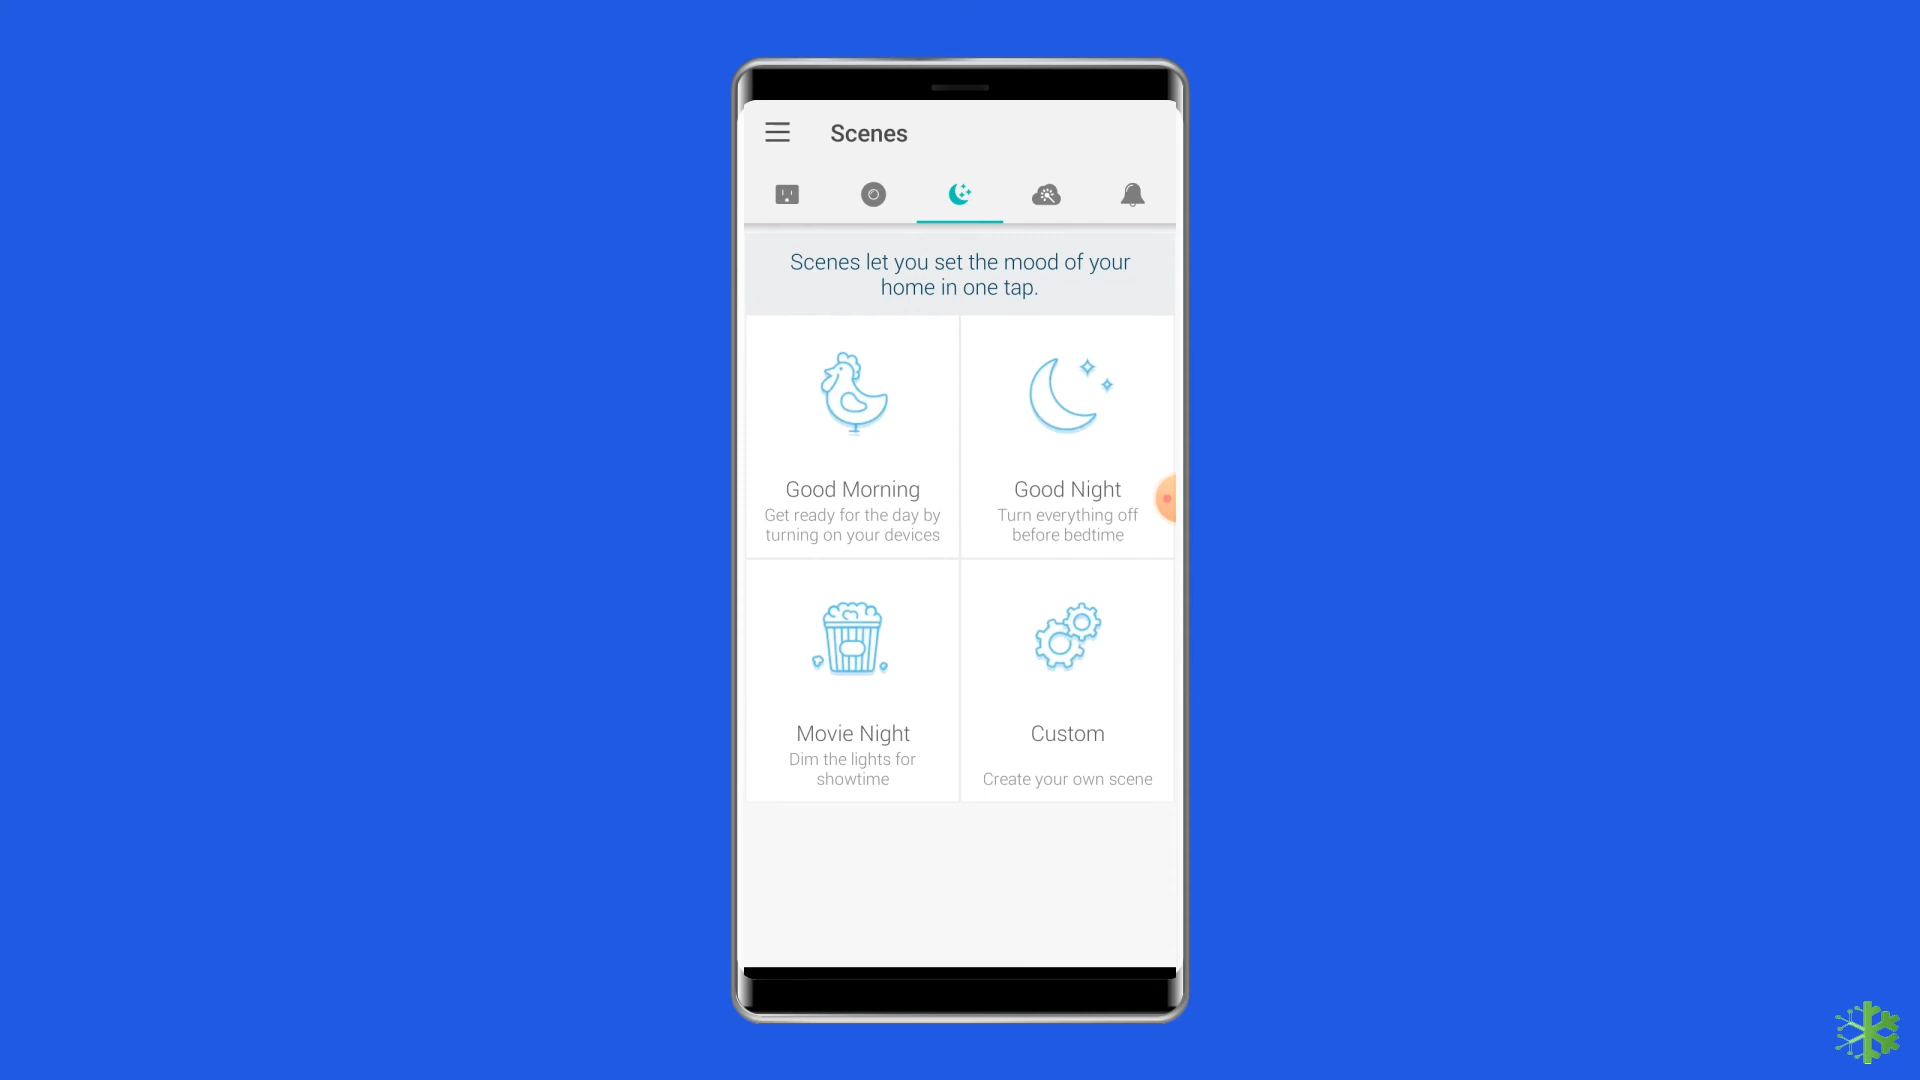 Scenes
Scenes let you set the mood of your
home in one tap.
Good Morning
Get ready for the day by
turning on your devices
Good Night
Turn everything off
before bedtime
Movie Night
Dim the lights for
showtime
Custom
Create your own scene